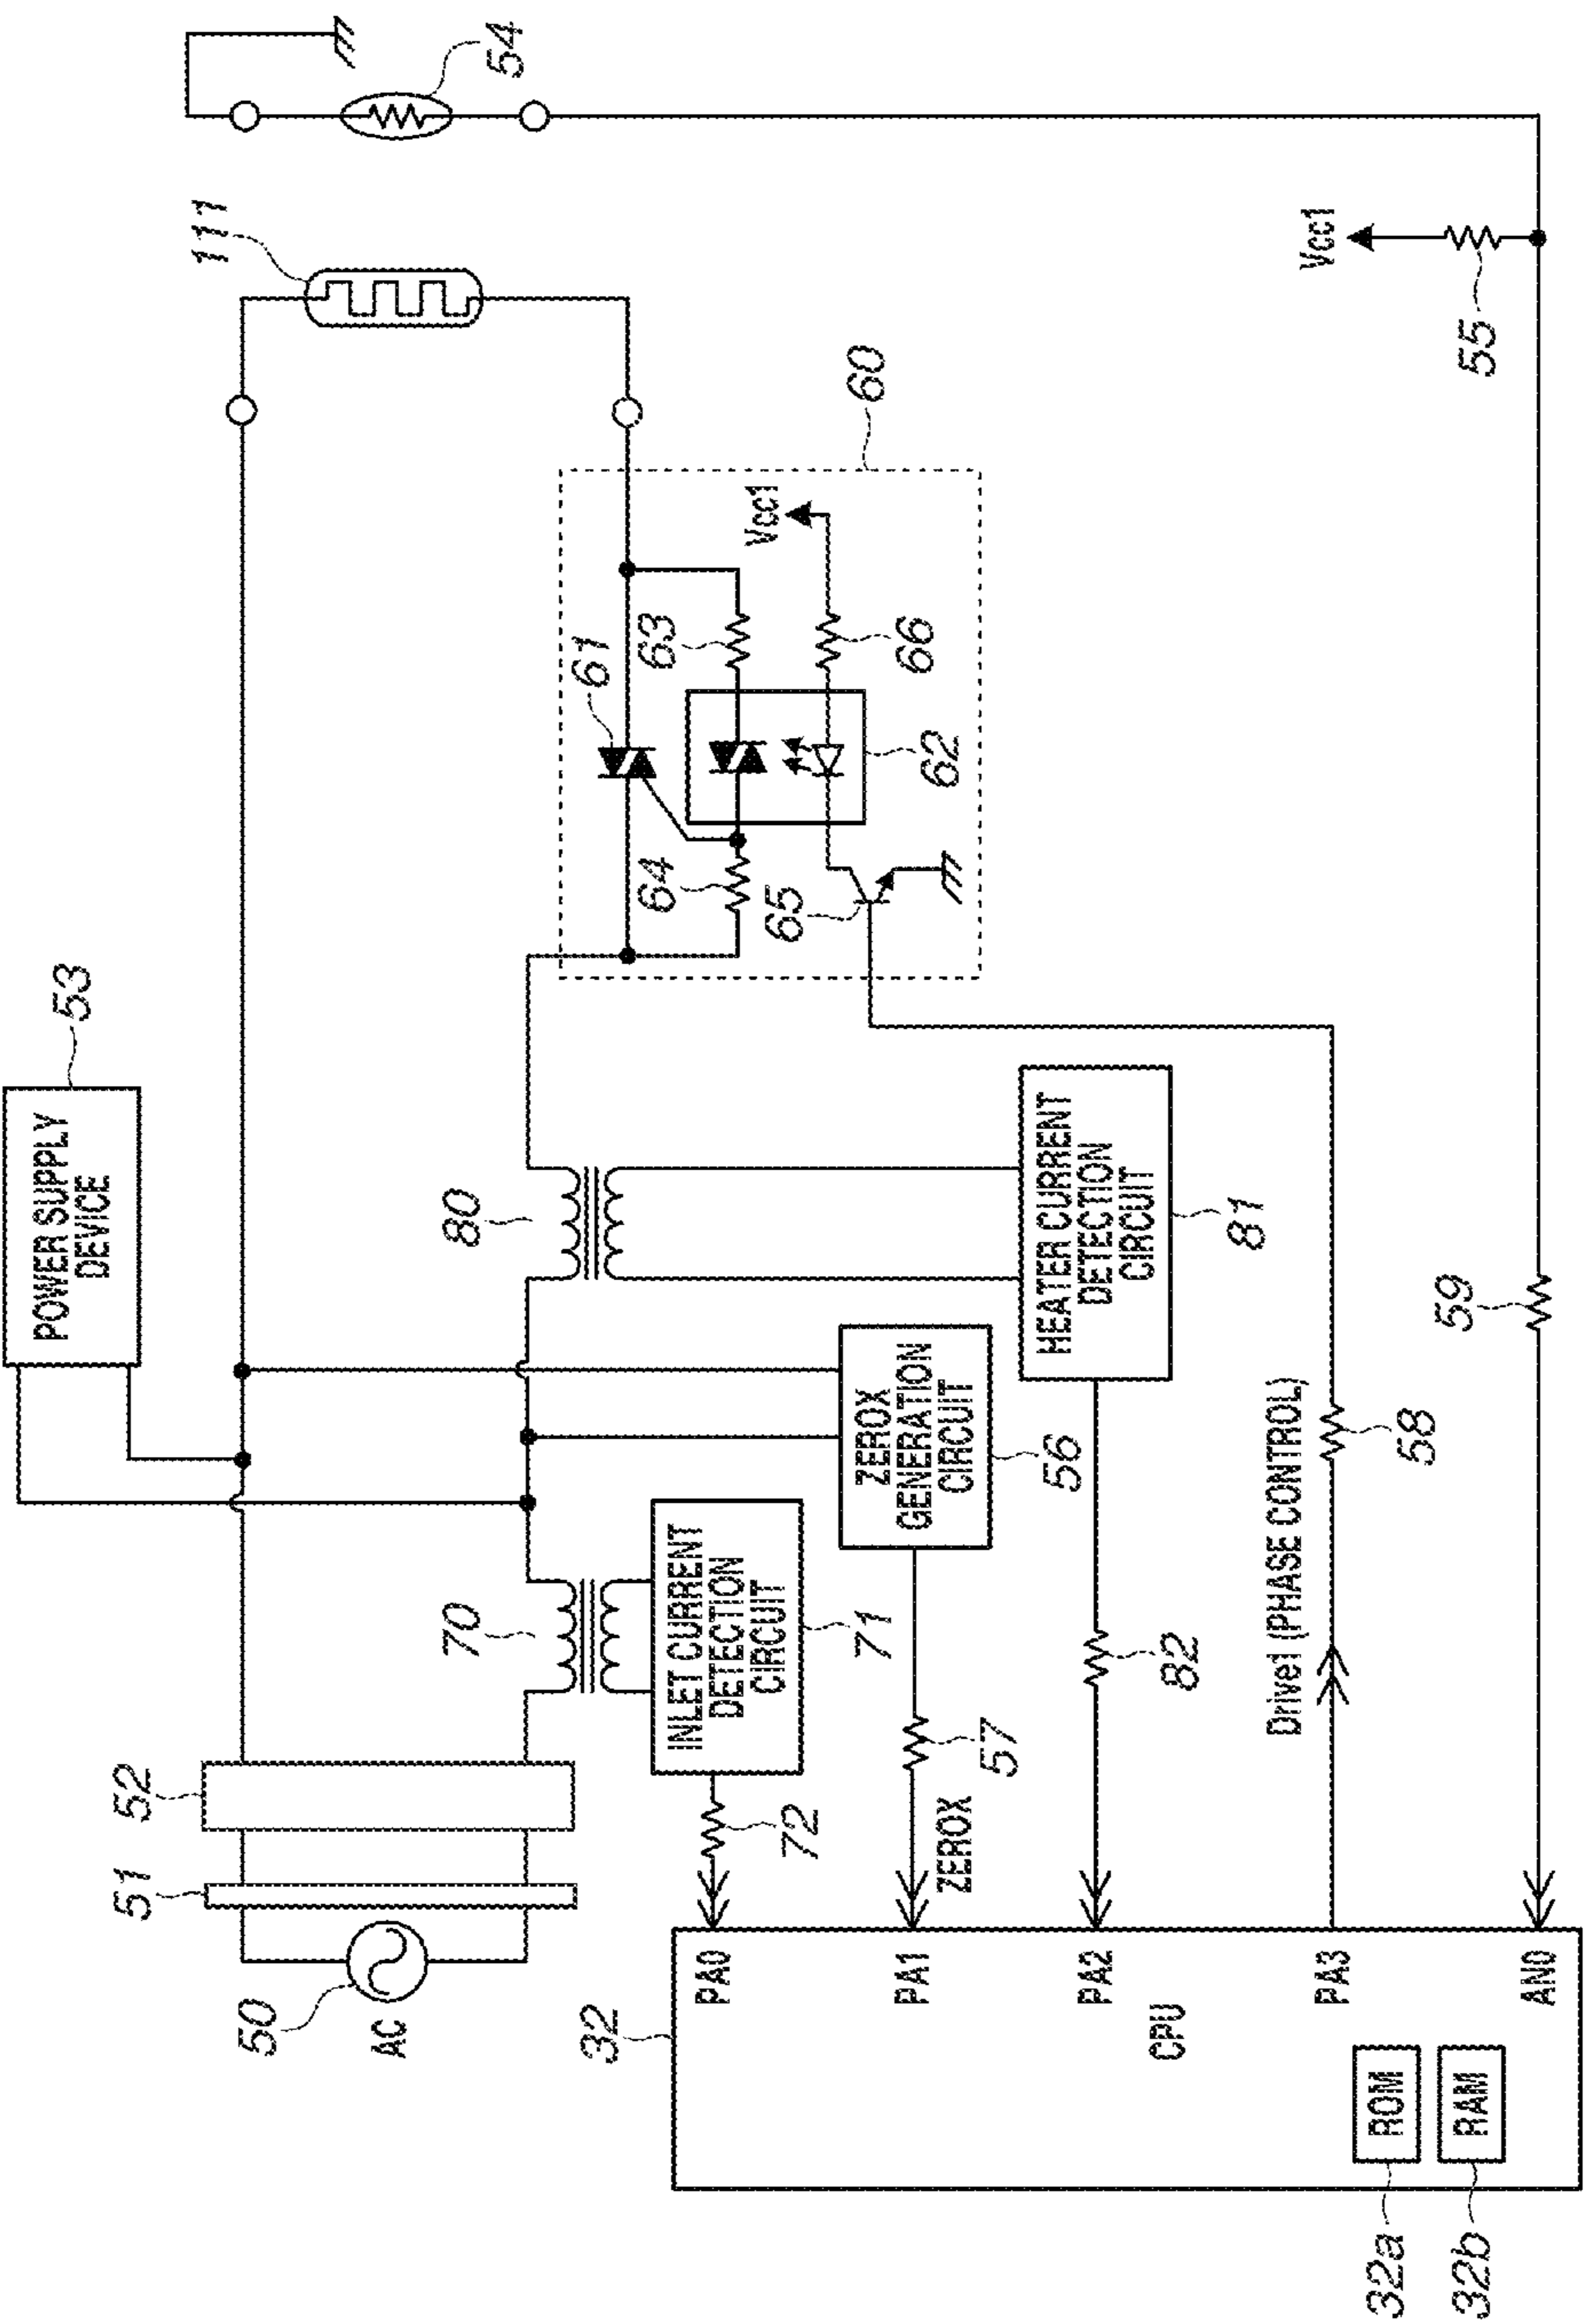 53
POWER SUPPLY
DEVICE
51
52
50
AC
70
80
INLET CURRENT
DETECTION
CIRCUIT
71
72
ZEROX
GENERATION
CIRCUIT
56
57
ZEROX
HEATER CURRENT
DETECTION
CIRCUIT
81
82
60
61
62
63
64
65
66
Vcc1
111
54
Drive1 (PHASE CONTROL)
58
59
55
Vcc1
32
PA0
PA1
PA2
PA3
AN0
CPU
ROM
RAM
32a
32b